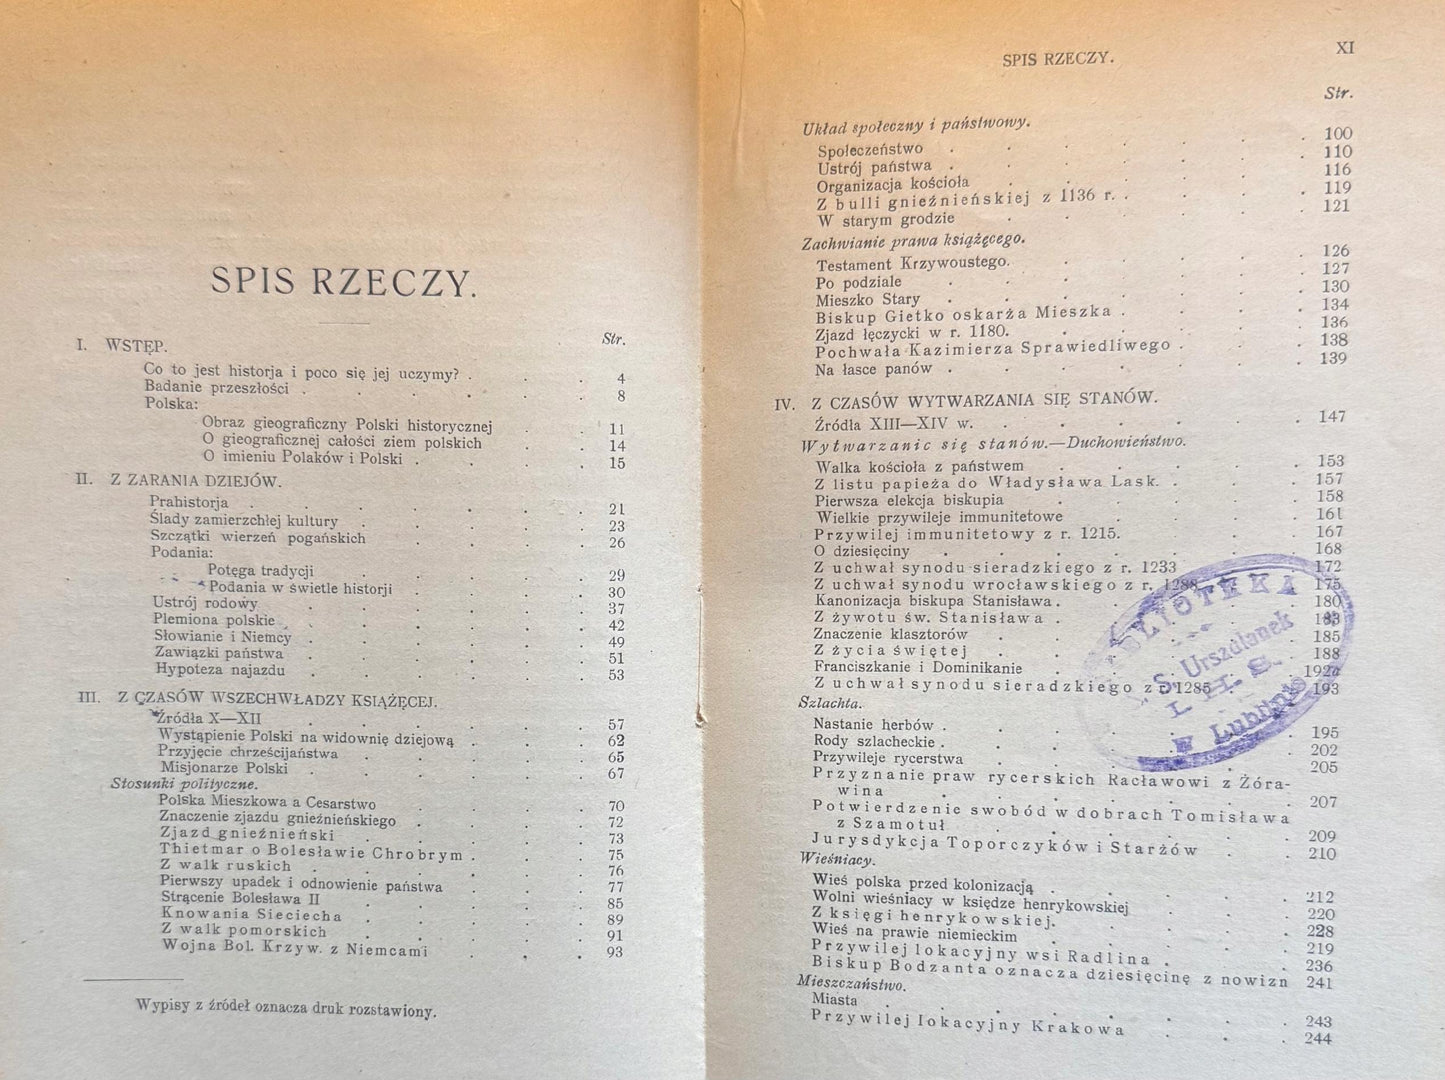 SPIS RZECZY.
Str.
I. WSTĘP.
Co to jest historja i poco się jej uczymy? . . . 4
Badanie przeszłości . . . . . . 8
Polska:
Obraz gieograficzny Polski historycznej . . 11
O gieograficznej całości ziem polskich . . 14
O imieniu Polaków i Polski . . . . 15
II. Z ZARANIA DZIEJÓW.
Prahistorja . . . . . . . 21
Ślady zamierzchłej kultury . . . . . 23
Szczątki wierzeń pogańskich . . . . . 26
Podania:
Potęga tradycji . . . . . 29
Podania w świetle historji . . . . 30
Ustrój rodowy . . . . . . 37
Plemiona polskie . . . . . . 42
Słowianie i Niemcy . . . . . . 49
Zawiązki państwa . . . . . . 51
Hypoteza najazdu . . . . . . 53
III. Z CZASÓW WSZECHWŁADZY KSIĄŻĘCEJ.
Źródła X—XII . . . . . . 57
Wystąpienie Polski na widownię dziejową . . . 62
Przyjęcie chrześcijaństwa . . . . . 65
Misjonarze Polski . . . . . . 67
Stosunki polityczne.
Polska Mieszkowa a Cesarstwo . . . . 70
Znaczenie zjazdu gnieźnieńskiego . . . . 72
Zjazd gnieźnieński . . . . . 73
Thietmar o Bolesławie Chrobrym . . . 75
Z walk ruskich . . . . . . 76
Pierwszy upadek i odnowienie państwa . . . 77
Strącenie Bolesława II . . . . . 85
Knowania Sieciecha . . . . . 89
Z walk pomorskich . . . . . 91
Wojna Bol. Krzyw. z Niemcami . . . 93
Wypisy z źródeł oznacza druk rozstawiony.
SPIS RZECZY. XI
Str.
Układ społeczny i państwowy.
Społeczeństwo . . . . . . . 100
Ustrój państwa . . . . . . . 110
Organizacja kościoła . . . . . . 116
Z bulli gnieźnieńskiej z 1136 r. . . . . 119
W starym grodzie . . . . . . 121
Zachwianie prawa książęcego.
Testament Krzywoustego. . . . . . 126
Po podziale . . . . . . . 127
Mieszko Stary . . . . . . . 130
Biskup Gietko oskarża Mieszka . . . . 134
Zjazd łęczycki w r. 1180. . . . . . 136
Pochwała Kazimierza Sprawiedliwego . . . 138
Na łasce panów . . . . . . . 139
IV. Z CZASÓW WYTWARZANIA SIĘ STANÓW.
Źródła XIII—XIV w. . . . . . . 147
Wytwarzanie się stanów.—Duchowieństwo.
Walka kościoła z państwem . . . . . 153
Z listu papieża do Władysława Lask. . . . 157
Pierwsza elekcja biskupia . . . . . 158
Wielkie przywileje immunitetowe . . . . 161
Przywilej immunitetowy z r. 1215. . . . 167
O dziesięciny . . . . . . . 168
Z uchwał synodu sieradzkiego z r. 1233 . . 172
Z uchwał synodu wrocławskiego z r. 1288 . . 175
Kanonizacja biskupa Stanisława . . . . . 180
Z żywotu św. Stanisława . . . . . 183
Znaczenie klasztorów . . . . . . 185
Z życia świętej . . . . . . 188
Franciszkanie i Dominikanie . . . . . 192a
Z uchwał synodu sieradzkiego z r. 1285 . . 193
Szlachta.
Nastanie herbów . . . . . . . 195
Rody szlacheckie . . . . . . . 202
Przywileje rycerstwa . . . . . . 205
Przyznanie praw rycerskich Racławowi z Żóra-
wina . . . . . . . 207
Potwierdzenie swobód w dobrach Tomisława
z Szamotuł . . . . . . 209
Jurysdykcja Toporczyków i Starżów . . 210
Wieśniacy.
Wieś polska przed kolonizacją . . . . . 212
Wolni wieśniacy w księdze henrykowskiej . . . 220
Z księgi henrykowskiej. . . . . 228
Wieś na prawie niemieckim . . . . . 219
Przywilej lokacyjny wsi Radlina . . . 236
Biskup Bodzanta oznacza dziesięcinę z nowizn 241
Mieszczaństwo.
Miasta . . . . . . . . 243
Przywilej lokacyjny Krakowa . . . 244
BIBLIOTEKA
S. Urszulanek
I. H. S.
w Lublinie